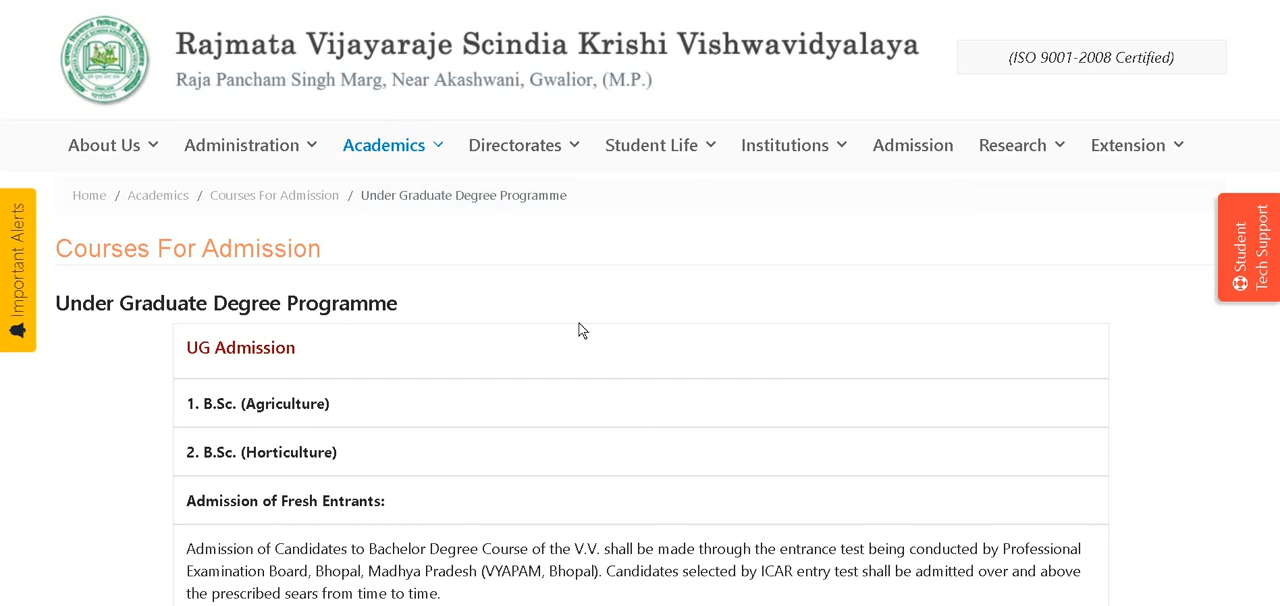 Rajmata Vijayaraje Scindia Krishi Vishwavidyalaya
Raja Pancham Singh Marg, Near Akashwani, Gwalior, (M.P.)
(ISO 9001-2008 Certified)
About Us Administration Academics Directorates Student Life Institutions Admission Research Extension
Home / Academics / Courses For Admission / Under Graduate Degree Programme
Important Alerts
Student
Tech Support
Courses For Admission
Under Graduate Degree Programme
UG Admission
1. B.Sc. (Agriculture)
2. B.Sc. (Horticulture)
Admission of Fresh Entrants:
Admission of Candidates to Bachelor Degree Course of the V.V. shall be made through the entrance test being conducted by Professional
Examination Board, Bhopal, Madhya Pradesh (VYAPAM, Bhopal). Candidates selected by ICAR entry test shall be admitted over and above
the prescribed sears from time to time.